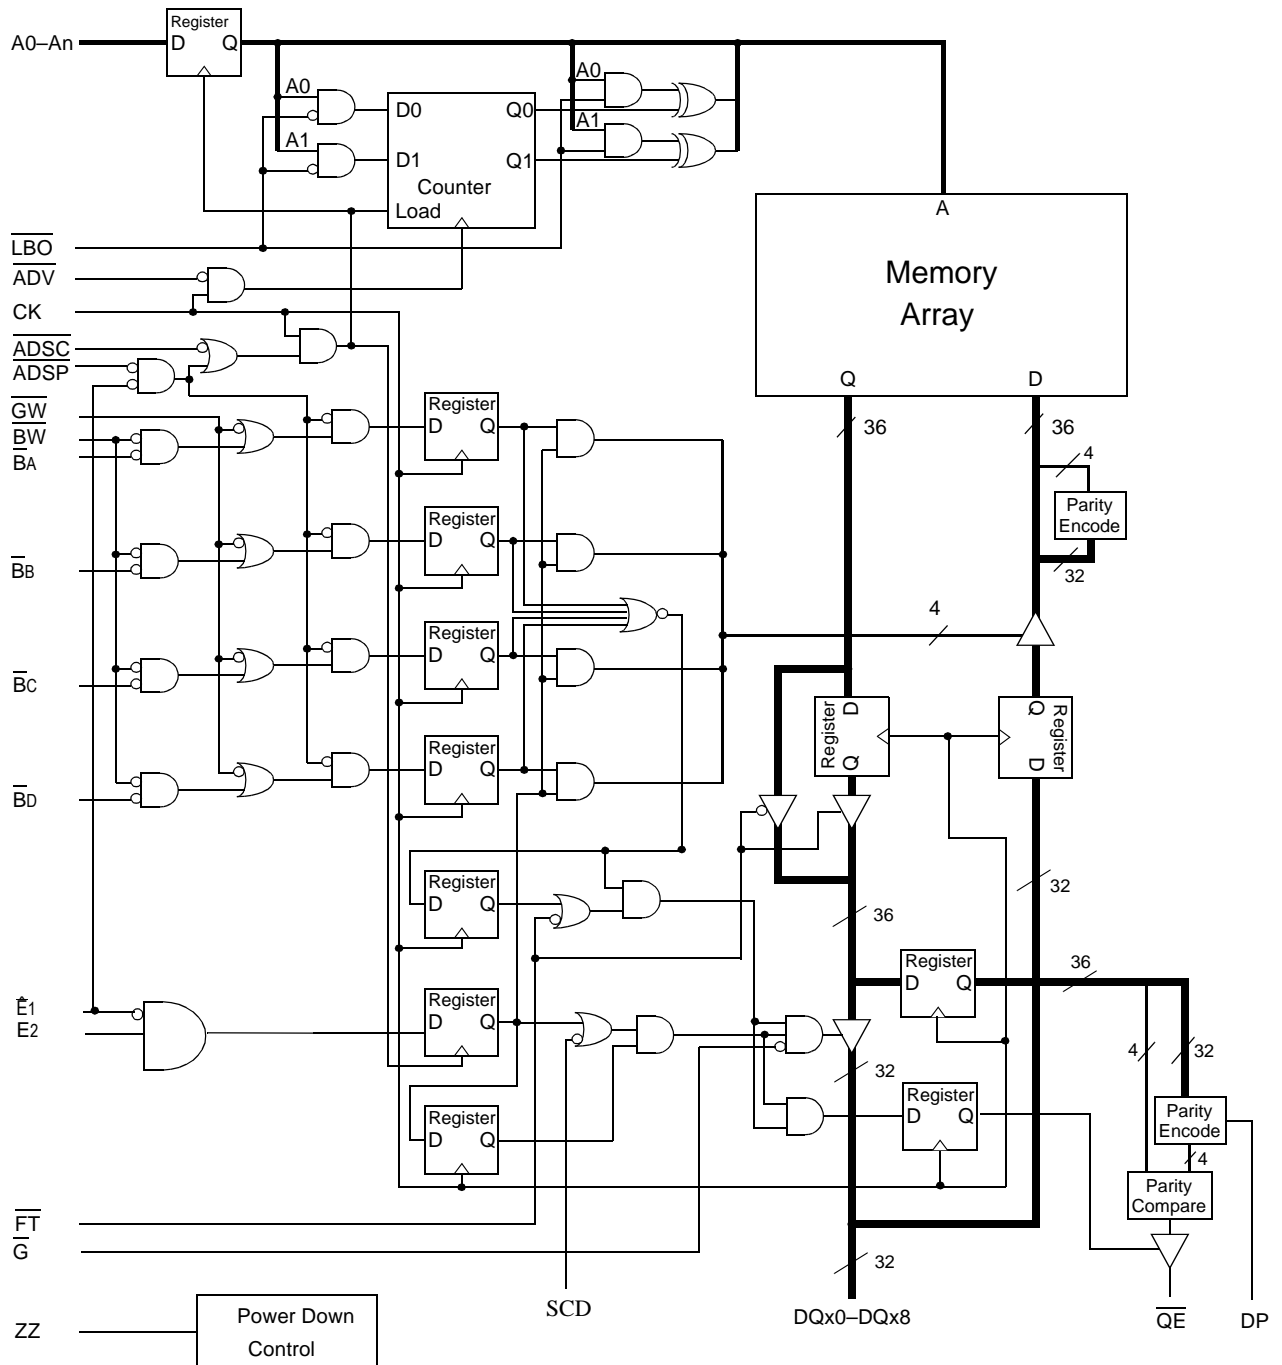 Register
A0–An
D Q
A0
A0
D0 Q0
A1
A1
D1 Q1
Counter
Load
A
LBO
ADV
Memory
Array
CK
ADSC
ADSP
Q D
GW
Register
BW
D Q
36 36
BA
4
Parity
Encode
Register
D Q
BB
32
4
Register
D Q
BC
D
Register
Q
Q
Register
D
Register
D Q
BD
Register
D Q
32
36
Register
D Q
36
E1
E2
Register
D Q
4
32
32
Register
D Q
Register
D Q
Parity
Encode
4
Parity
Compare
FT
G
32
SCD
DQx0–DQx8
QE
DP
Power Down
Control
ZZ